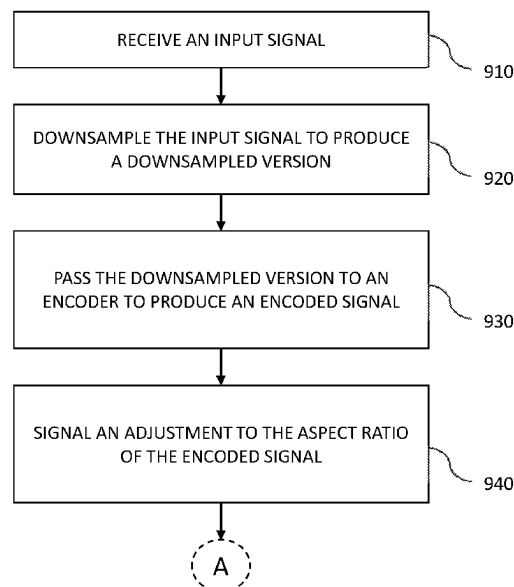 RECEIVE AN INPUT SIGNAL
910
DOWNSAMPLE THE INPUT SIGNAL TO PRODUCE
A DOWNSAMPLED VERSION
920
PASS THE DOWNSAMPLED VERSION TO AN
ENCODER TO PRODUCE AN ENCODED SIGNAL
930
SIGNAL AN ADJUSTMENT TO THE ASPECT RATIO
OF THE ENCODED SIGNAL
940
A